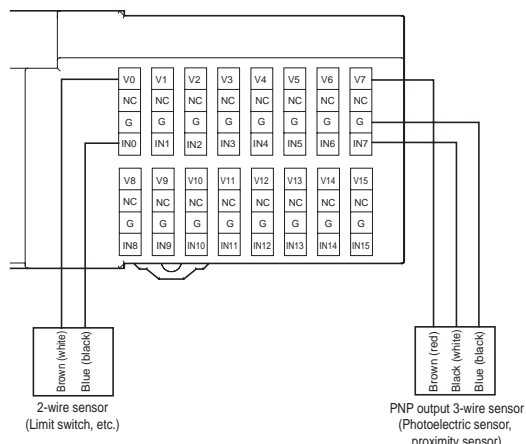 V0 V1 V2 V3 V4 V5 V6 V7
NC NC NC NC NC NC NC NC
G G G G G G G G
IN0 IN1 IN2 IN3 IN4 IN5 IN6 IN7
V8 V9 V10 V11 V12 V13 V14 V15
NC NC NC NC NC NC NC NC
G G G G G G G G
IN8 IN9 IN10 IN11 IN12 IN13 IN14 IN15
Brown (white)
Blue (black)
2-wire sensor
(Limit switch, etc.)
Brown (red)
Black (white)
Blue (black)
PNP output 3-wire sensor
(Photoelectric sensor,
proximity sensor)